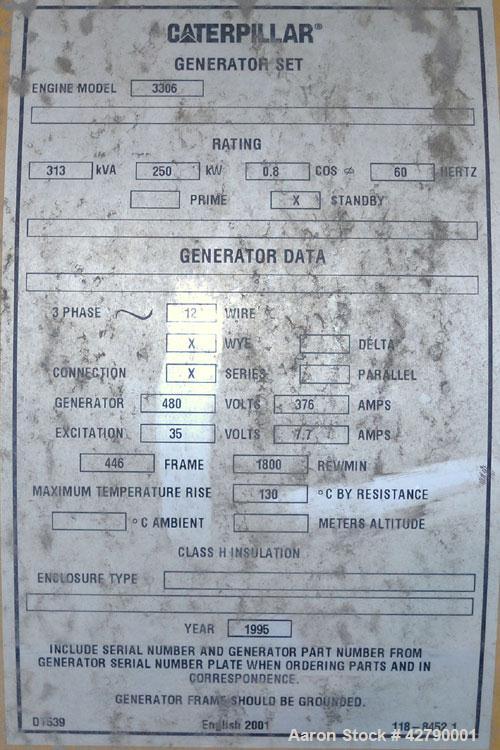 CATERPILLAR®
GENERATOR SET
ENGINE MODEL 3306
RATING
313 kVA 250 kW 0.8 COS ø 60 HERTZ
PRIME X STANDBY
GENERATOR DATA
3 PHASE ~ 12 WIRE
X WYE DELTA
CONNECTION X SERIES PARALLEL
GENERATOR 480 VOLTS 376 AMPS
EXCITATION 35 VOLTS 7.7 AMPS
446 FRAME 1800 REV/MIN
MAXIMUM TEMPERATURE RISE 130 °C BY RESISTANCE
°C AMBIENT METERS ALTITUDE
CLASS H INSULATION
ENCLOSURE TYPE
YEAR 1995
INCLUDE SERIAL NUMBER AND GENERATOR PART NUMBER FROM
GENERATOR SERIAL NUMBER PLATE WHEN ORDERING PARTS AND IN
CORRESPONDENCE.
GENERATOR FRAME SHOULD BE GROUNDED.
D1539 English 2001 118-8452 1
Aaron Stock # 42790001